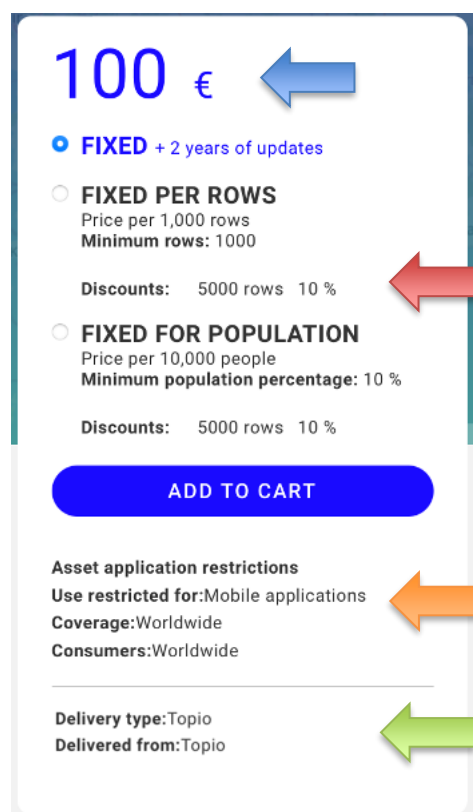 100 €
FIXED + 2 years of updates
FIXED PER ROWS
Price per 1,000 rows
Minimum rows: 1000
Discounts: 5000 rows 10 %
FIXED FOR POPULATION
Price per 10,000 people
Minimum population percentage: 10 %
Discounts: 5000 rows 10 %
ADD TO CART
Asset application restrictions
Use restricted for:Mobile applications
Coverage:Worldwide
Consumers:Worldwide
Delivery type:Topio
Delivered from:Topio